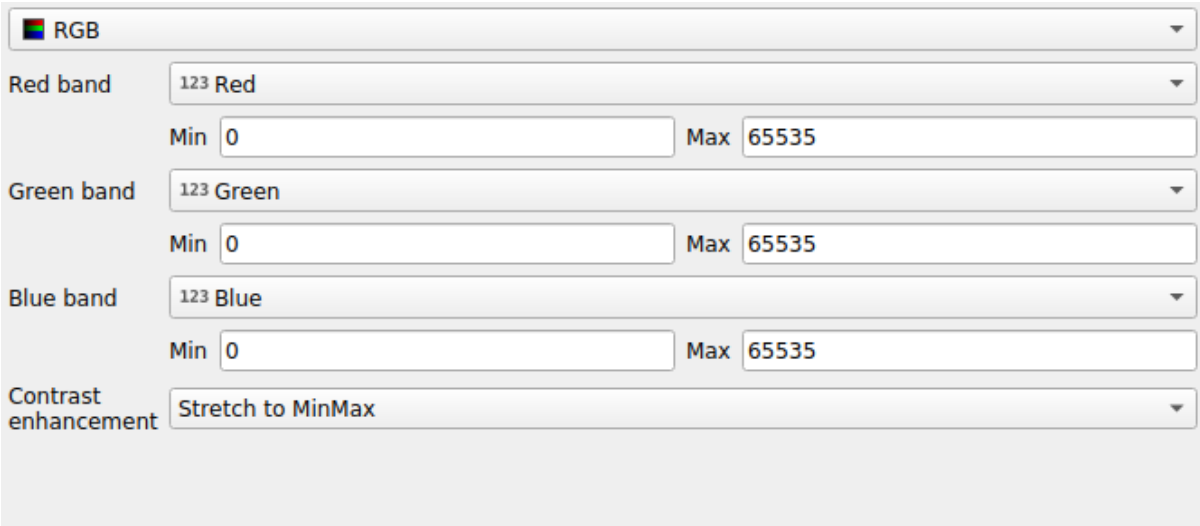 RGB
Red band 123 Red
Min 0 Max 65535
Green band 123 Green
Min 0 Max 65535
Blue band 123 Blue
Min 0 Max 65535
Contrast
enhancement Stretch to MinMax